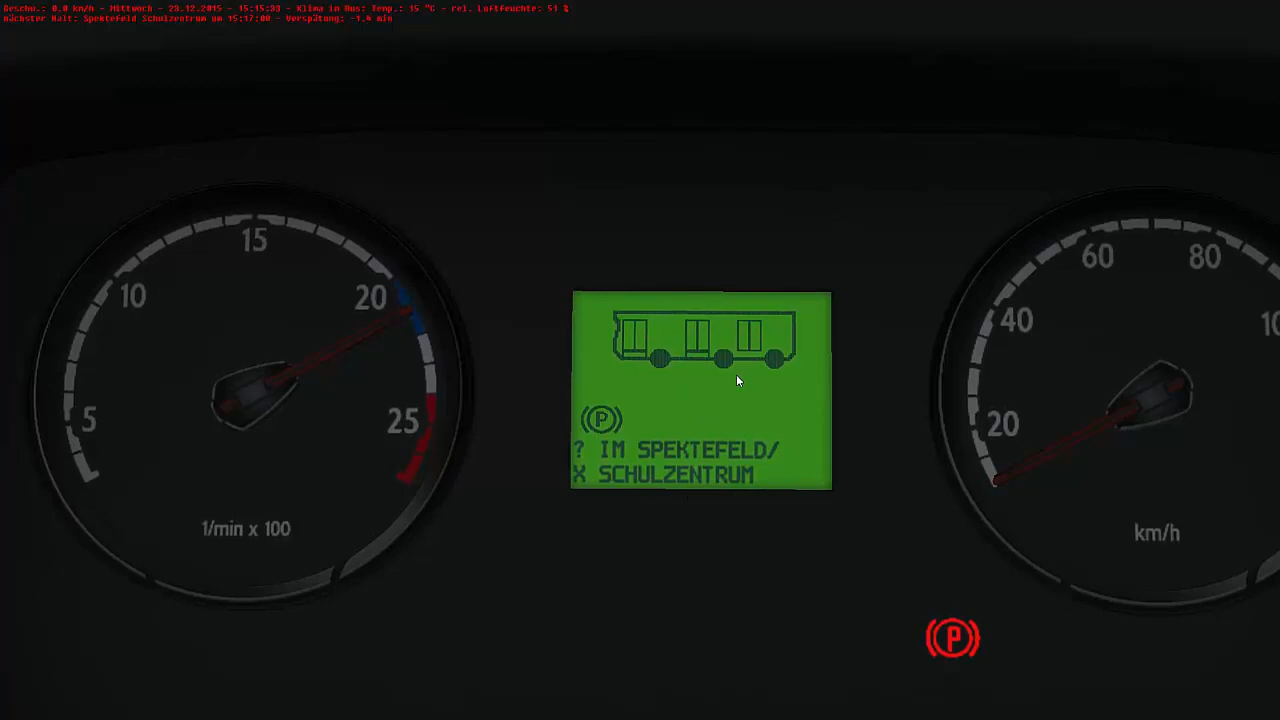 Geschw.: 0.0 km/h - Mittwoch - 23.12.2015 - 15:15:33 - Klima im Bus: Temp.: 15 °C - rel. Luftfeuchte: 51 %
nächster Halt: Spektefeld Schulzentrum um 15:17:00 - Verspätung: -1.4 min
15
10
20
5
25
1/min x 100
P
? IM SPEKTEFELD/
X SCHULZENTRUM
60
80
40
10
20
km/h
P